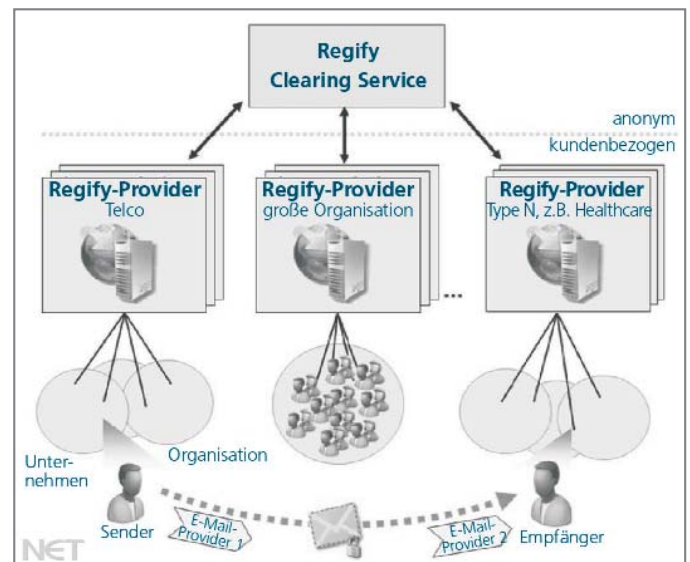 Regify
Clearing Service
anonym
kundenbezogen
Regify-Provider
Telco
Regify-Provider
große Organisation
Regify-Provider
Type N, z.B. Healthcare
...
Unter-
nehmen
Organisation
Sender
E-Mail-
Provider 1
E-Mail-
Provider 2
Empfänger
NET